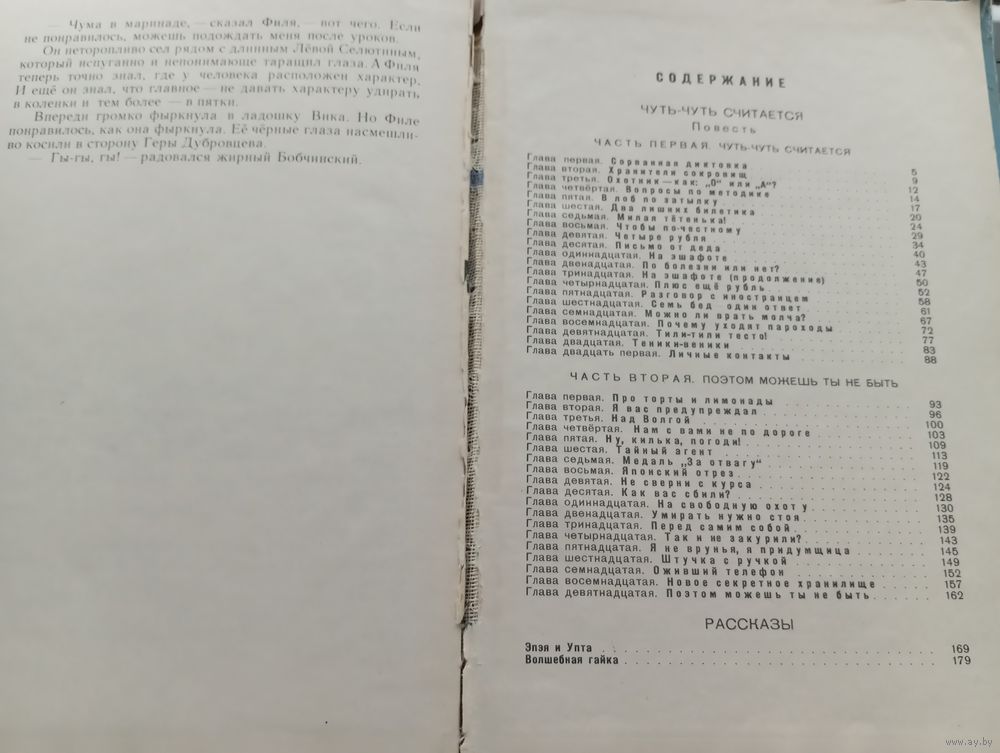 — Чума в маринаде, — сказал Филя, — вот чего. Если
не понравилось, можешь подождать меня после уроков.
Он неторопливо сел рядом с длинным Лёвой Селютиным,
который испуганно и непонимающе таращил глаза. А Филя
теперь точно знал, где у человека расположен характер.
И ещё он знал, что главное — не давать характеру удирать
в коленки и тем более — в пятки.
Впереди громко фыркнула в ладошку Вика. Но Филе
понравилось, как она фыркнула. Её чёрные глаза насмешли-
во косили в сторону Геры Дубровцева.
— Гы-гы, гы! — радовался жирный Бобчинский.
СОДЕРЖАНИЕ
ЧУТЬ-ЧУТЬ СЧИТАЕТСЯ
Повесть
ЧАСТЬ ПЕРВАЯ. ЧУТЬ-ЧУТЬ СЧИТАЕТСЯ
Глава первая. Сорванная диктовка 5
Глава вторая. Хранители сокровищ 9
Глава третья. Охотник — как: „О" или „А"? 12
Глава четвёртая. Вопросы по методике 14
Глава пятая. В лоб по затылку 17
Глава шестая. Два лишних билетика 20
Глава седьмая. Милая тётенька! 24
Глава восьмая. Чтобы по-честному 29
Глава девятая. Четыре рубля 34
Глава десятая. Письмо от деда 40
Глава одиннадцатая. На эшафоте 43
Глава двенадцатая. По болезни или нет? 47
Глава тринадцатая. На эшафоте (продолжение) 50
Глава четырнадцатая. Плюс ещё рубль 52
Глава пятнадцатая. Разговор с иностранцем 58
Глава шестнадцатая. Семь бед один ответ 61
Глава семнадцатая. Можно ли врать молча? 67
Глава восемнадцатая. Почему уходят пароходы 72
Глава девятнадцатая. Тили-тили тесто! 77
Глава двадцатая. Теники-веники 83
Глава двадцать первая. Личные контакты 88
ЧАСТЬ ВТОРАЯ. ПОЭТОМ МОЖЕШЬ ТЫ НЕ БЫТЬ
Глава первая. Про торты и лимонады 93
Глава вторая. Я вас предупреждал 96
Глава третья. Над Волгой 100
Глава четвёртая. Нам с вами не по дороге 103
Глава пятая. Ну, килька, погоди! 109
Глава шестая. Тайный агент 113
Глава седьмая. Медаль „За отвагу" 119
Глава восьмая. Японский отрез 122
Глава девятая. Не сверни с курса 124
Глава десятая. Как вас сбили? 128
Глава одиннадцатая. На свободную охоту 130
Глава двенадцатая. Умирать нужно стоя 135
Глава тринадцатая. Перед самим собой 139
Глава четырнадцатая. Так и не закурили? 143
Глава пятнадцатая. Я не врунья, я придумщица 145
Глава шестнадцатая. Штучка с ручкой 149
Глава семнадцатая. Оживший телефон 152
Глава восемнадцатая. Новое секретное хранилище 157
Глава девятнадцатая. Поэтом можешь ты не быть 162
РАССКАЗЫ
Эпэя и Упта 169
Волшебная гайка 179
www.ay.by